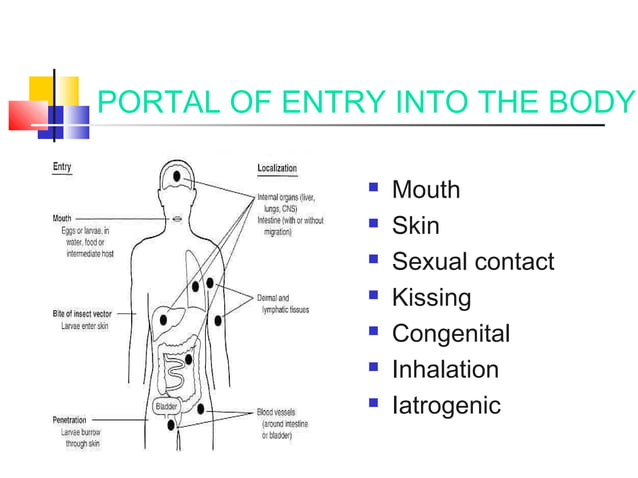 PORTAL OF ENTRY INTO THE BODY
Entry
Localization
Internal organs (liver,
lungs, CNS)
Intestine (with or without
migration)
Mouth
Eggs or larvae, in
water, food or
intermediate host
Dermal and
lymphatic tissues
Bite of insect vector
Larvae enter skin
Bladder
Blood vessels
(around intestine
or bladder)
Penetration
Larvae burrow
through skin
Mouth
Skin
Sexual contact
Kissing
Congenital
Inhalation
Iatrogenic